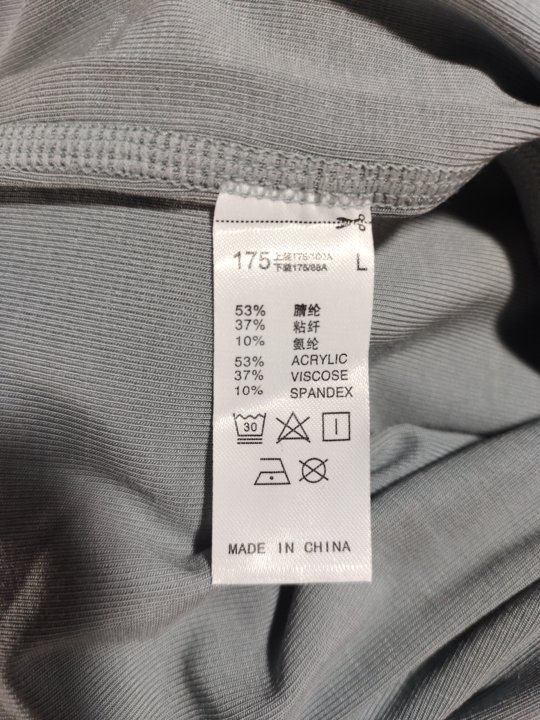 175 上装175/100A 下装175/88A L
53% 腈纶
37% 粘纤
10% 氨纶
53% ACRYLIC
37% VISCOSE
10% SPANDEX
30
MADE IN CHINA